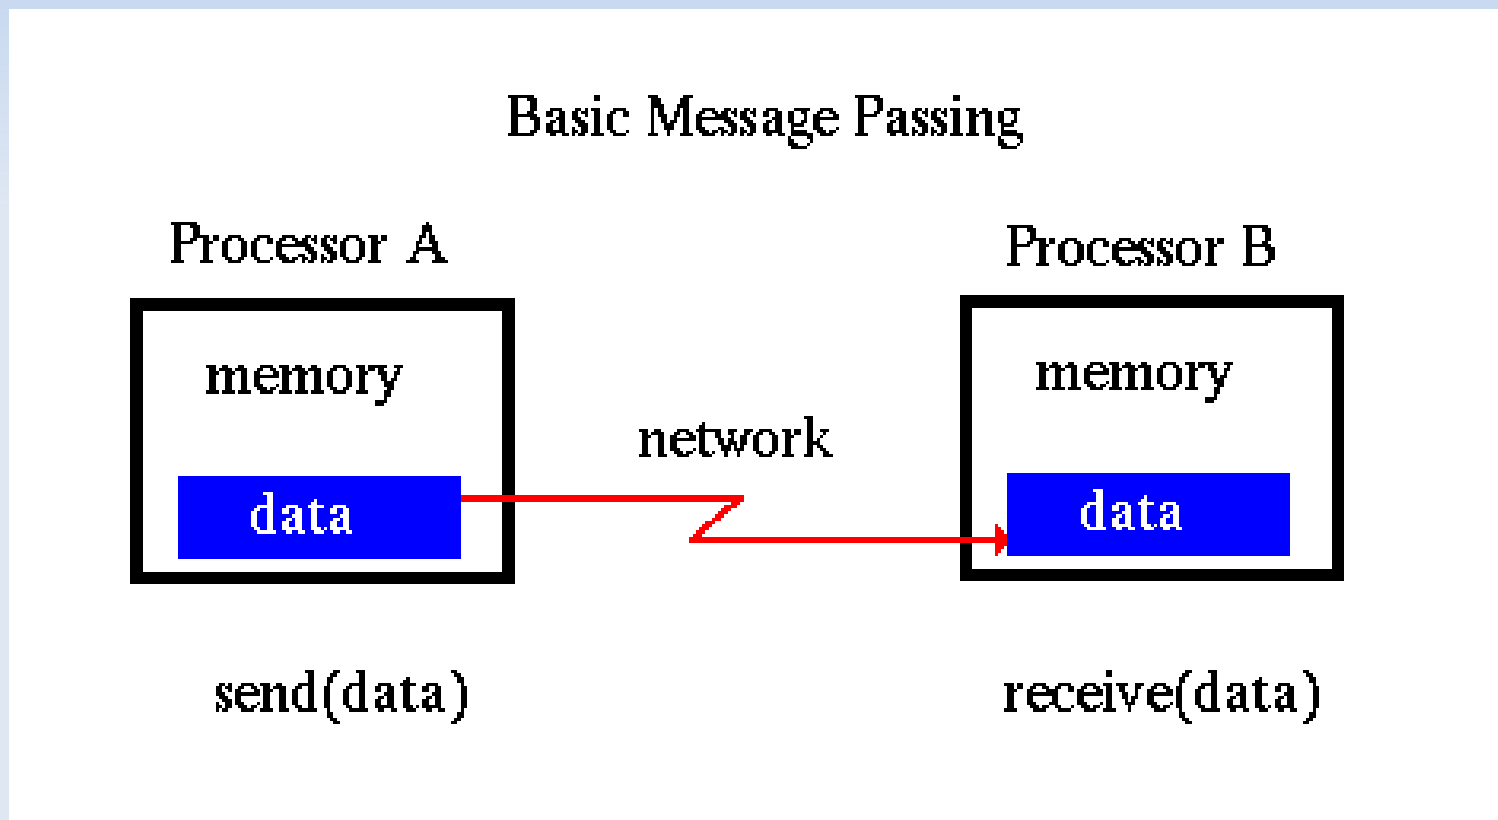 Basic Message Passing
Processor A
Processor B
memory
memory
network
data
data
send(data)
receive(data)